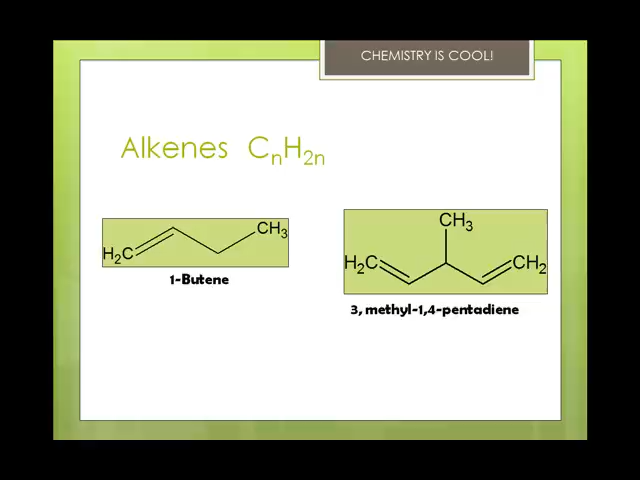 CHEMISTRY IS COOL!
Alkenes CₙH₂ₙ
CH₃
H₂C
1-Butene
CH₃
H₂C CH₂
3, methyl-1,4-pentadiene